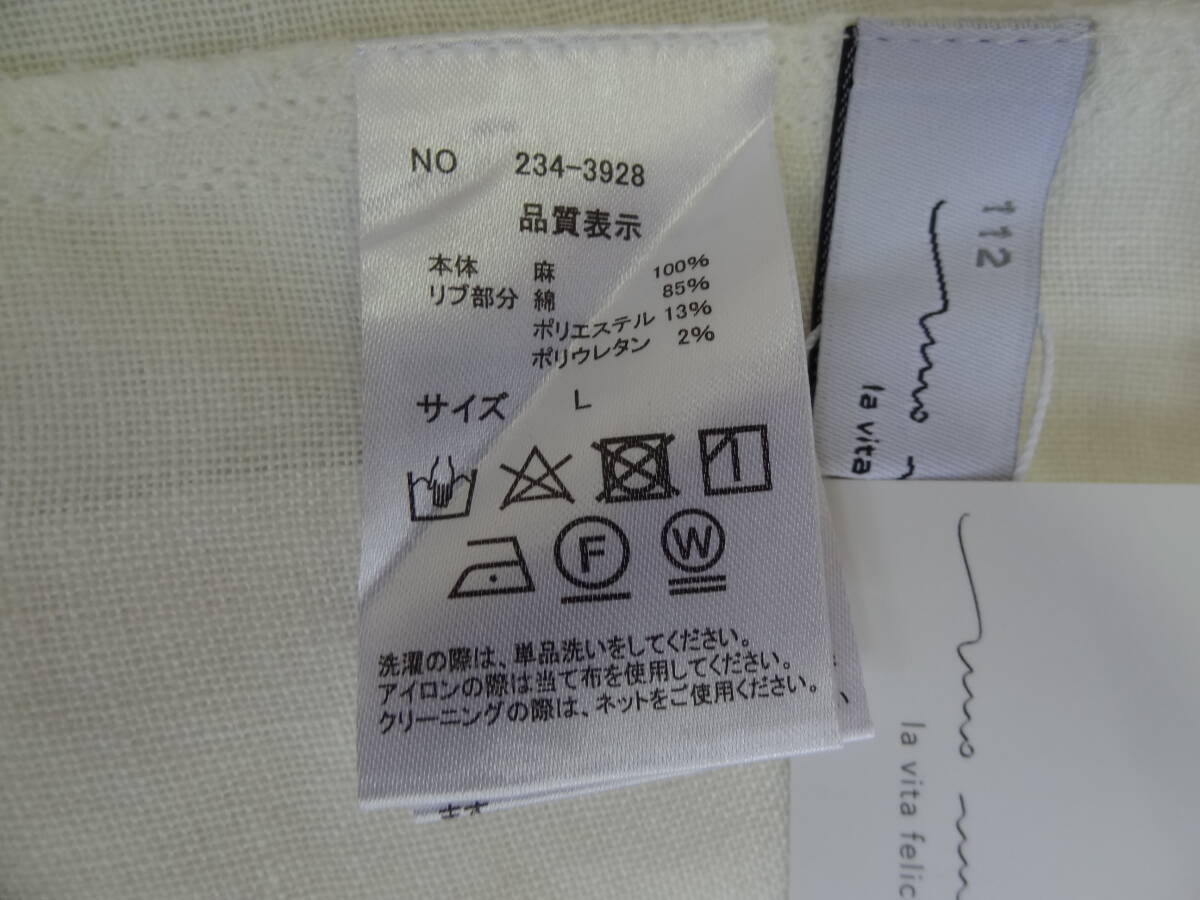 NO 234-3928
品質表示
本体 麻 100%
リブ部分 綿 85%
ポリエステル 13%
ポリウレタン 2%
サイズ L
F
W
洗濯の際は、単品洗いをしてください。
アイロンの際は当て布を使用してください。
クリーニングの際は、ネットをご使用ください。
112
la vita
la vita felic